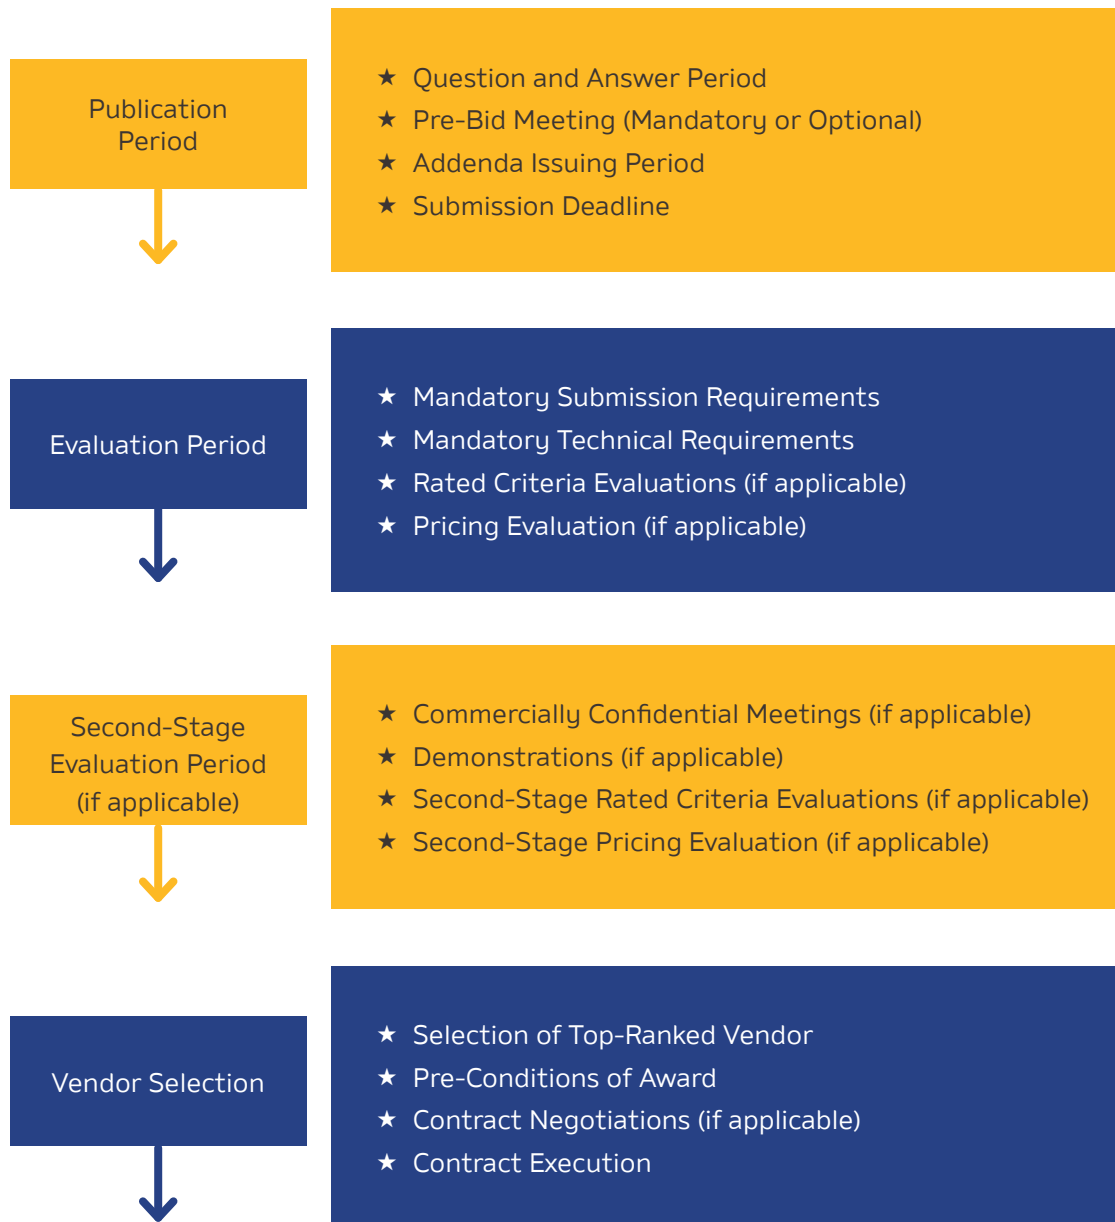 Publication
Period
★ Question and Answer Period
★ Pre-Bid Meeting (Mandatory or Optional)
★ Addenda Issuing Period
★ Submission Deadline
Evaluation Period
★ Mandatory Submission Requirements
★ Mandatory Technical Requirements
★ Rated Criteria Evaluations (if applicable)
★ Pricing Evaluation (if applicable)
Second-Stage
Evaluation Period
(if applicable)
★ Commercially Confidential Meetings (if applicable)
★ Demonstrations (if applicable)
★ Second-Stage Rated Criteria Evaluations (if applicable)
★ Second-Stage Pricing Evaluation (if applicable)
Vendor Selection
★ Selection of Top-Ranked Vendor
★ Pre-Conditions of Award
★ Contract Negotiations (if applicable)
★ Contract Execution